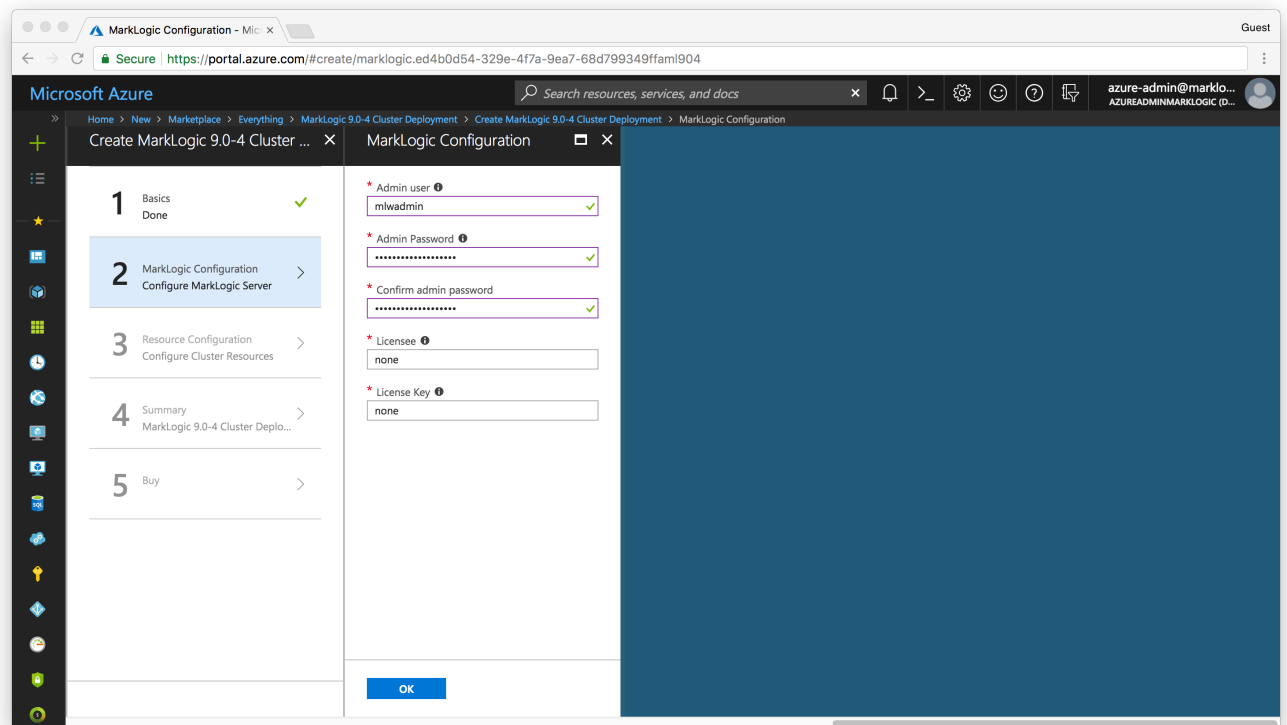 MarkLogic Configuration - Mic
Guest
Secure https://portal.azure.com/#create/marklogic.ed4b0d54-329e-4f7a-9ea7-68d799349ffaml904
Microsoft Azure
Search resources, services, and docs
azure-admin@marklo...
AZUREADMINMARKLOGIC (D...
Home > New > Marketplace > Everything > MarkLogic 9.0-4 Cluster Deployment > Create MarkLogic 9.0-4 Cluster Deployment > MarkLogic Configuration
Create MarkLogic 9.0-4 Cluster ...
1
Basics
Done
2
MarkLogic Configuration
Configure MarkLogic Server
3
Resource Configuration
Configure Cluster Resources
4
Summary
MarkLogic 9.0-4 Cluster Deplo...
5
Buy
MarkLogic Configuration
* Admin user
mlwadmin
* Admin Password
•••••••••••••••••••
* Confirm admin password
•••••••••••••••••••
* Licensee
none
* License Key
none
OK
SQL